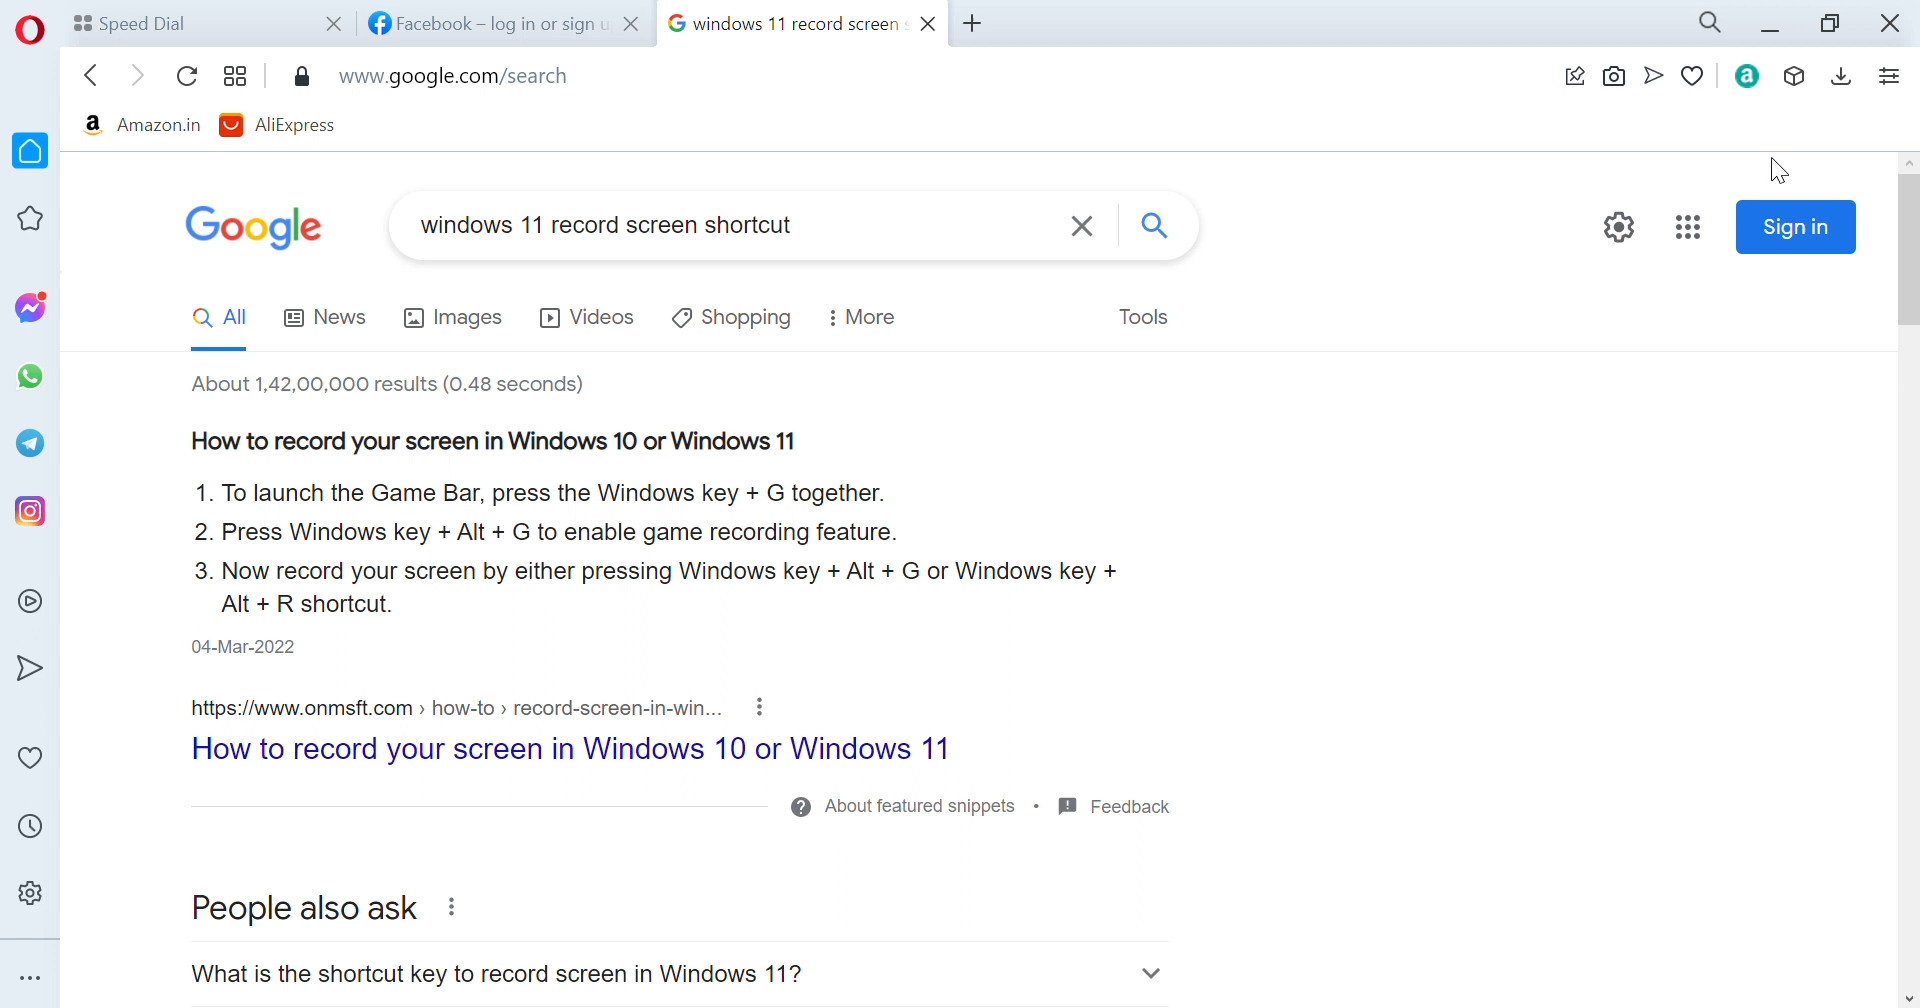 Speed Dial
Facebook – log in or sign u
windows 11 record screen s
www.google.com/search
Amazon.in
AliExpress
Google
windows 11 record screen shortcut
Sign in
All
News
Images
Videos
Shopping
More
Tools
About 1,42,00,000 results (0.48 seconds)
How to record your screen in Windows 10 or Windows 11
1. To launch the Game Bar, press the Windows key + G together.
2. Press Windows key + Alt + G to enable game recording feature.
3. Now record your screen by either pressing Windows key + Alt + G or Windows key +
Alt + R shortcut.
04-Mar-2022
https://www.onmsft.com › how-to › record-screen-in-win...
How to record your screen in Windows 10 or Windows 11
About featured snippets • Feedback
People also ask
What is the shortcut key to record screen in Windows 11?